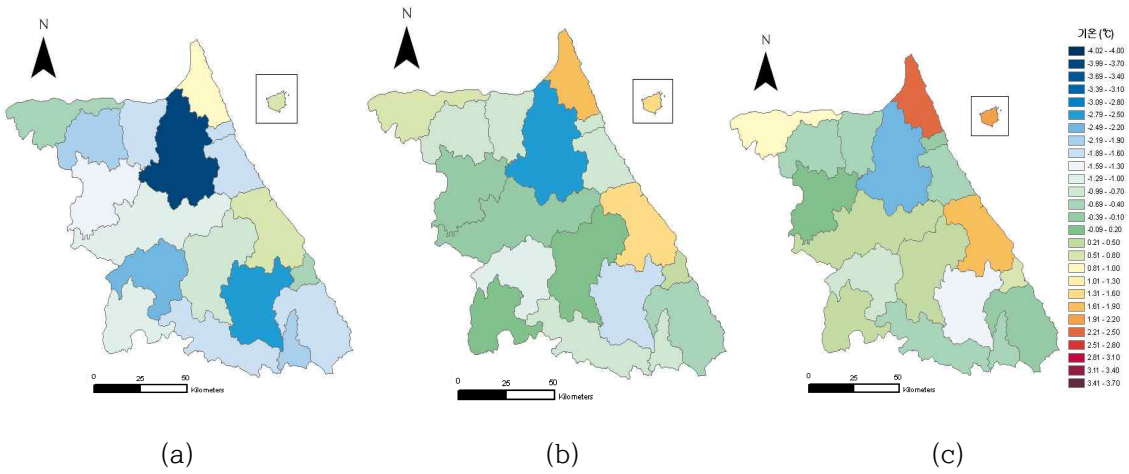 N
N
N
0 25 50
Kilometers
0 25 50
Kilometers
0 25 50
Kilometers
기온 (℃)
-4.02 - -4.00
-3.99 - -3.70
-3.69 - -3.40
-3.39 - -3.10
-3.09 - -2.80
-2.79 - -2.50
-2.49 - -2.20
-2.19 - -1.90
-1.89 - -1.60
-1.59 - -1.30
-1.29 - -1.00
-0.99 - -0.70
-0.69 - -0.40
-0.39 - -0.10
-0.09 - 0.20
0.21 - 0.50
0.51 - 0.80
0.81 - 1.00
1.01 - 1.30
1.31 - 1.60
1.61 - 1.90
1.91 - 2.20
2.21 - 2.50
2.51 - 2.80
2.81 - 3.10
3.11 - 3.40
3.41 - 3.70
(a) (b) (c)